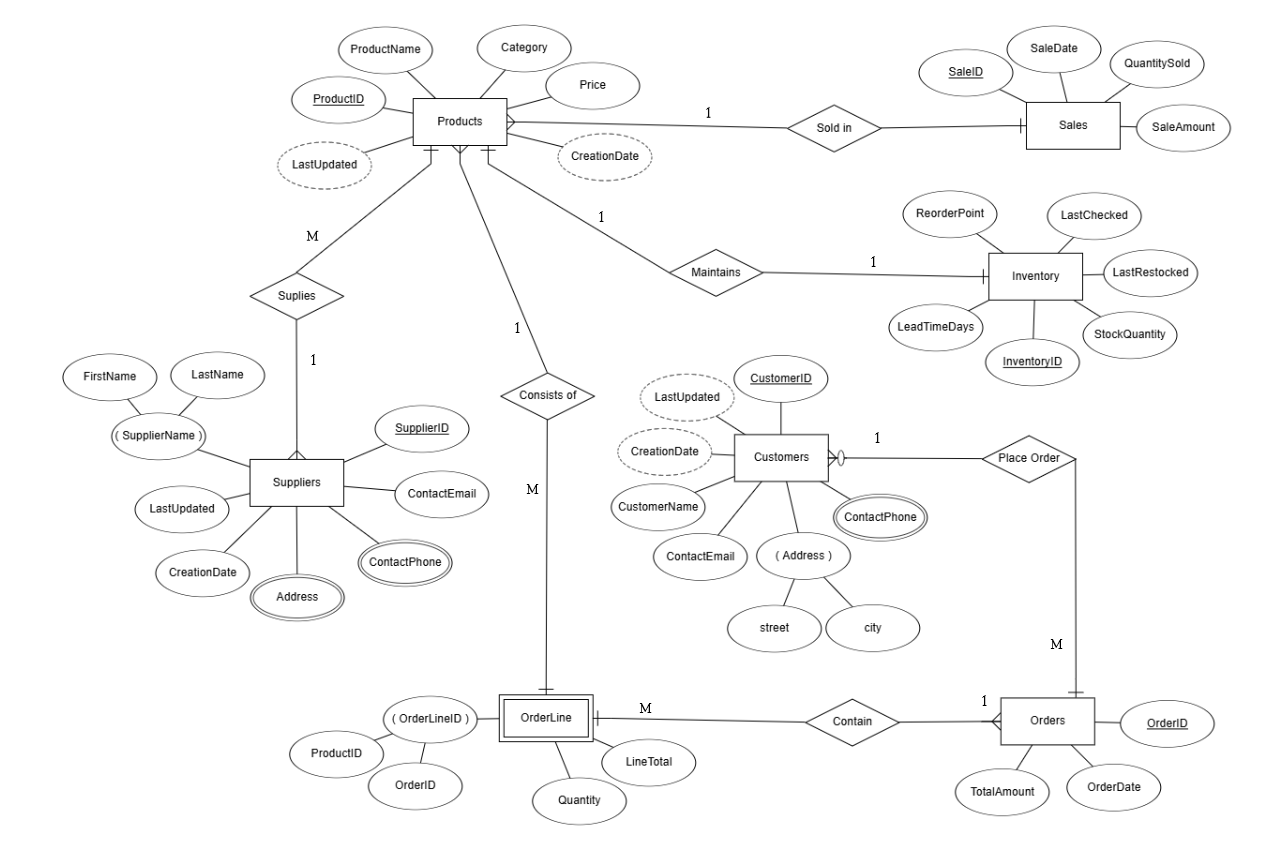 ProductName
Category
ProductID
Price
Products
LastUpdated
CreationDate
1
Sold in
SaleID
SaleDate
QuantitySold
Sales
SaleAmount
M
Suplies
1
1
Maintains
1
ReorderPoint
LastChecked
Inventory
LastRestocked
LeadTimeDays
StockQuantity
InventoryID
1
Consists of
M
FirstName
LastName
( SupplierName )
SupplierID
Suppliers
ContactEmail
LastUpdated
CreationDate
ContactPhone
Address
CustomerID
LastUpdated
CreationDate
Customers
CustomerName
ContactEmail
ContactPhone
( Address )
street
city
1
Place Order
M
( OrderLineID )
ProductID
OrderID
OrderLine
LineTotal
Quantity
M
Contain
1
Orders
OrderID
TotalAmount
OrderDate